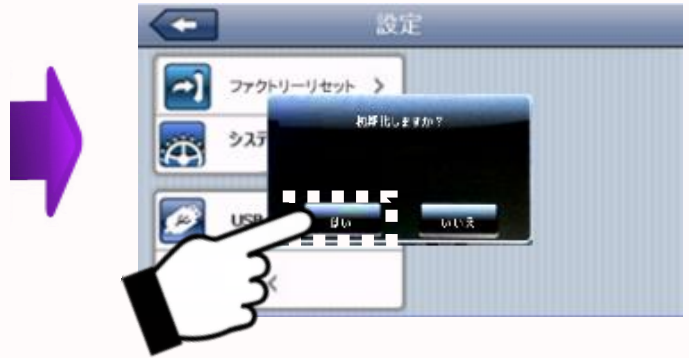 設定
ファクトリーリセット
初期化しますか？
システ
USB
はい
いいえ